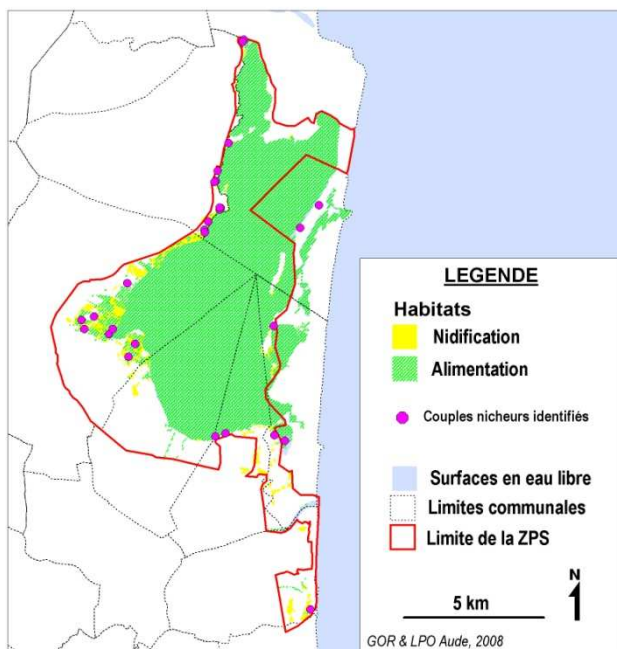 LEGENDE
Habitats
Nidification
Alimentation
Couples nicheurs identifiés
Surfaces en eau libre
Limites communales
Limite de la ZPS
N
5 km
GOR & LPO Aude, 2008